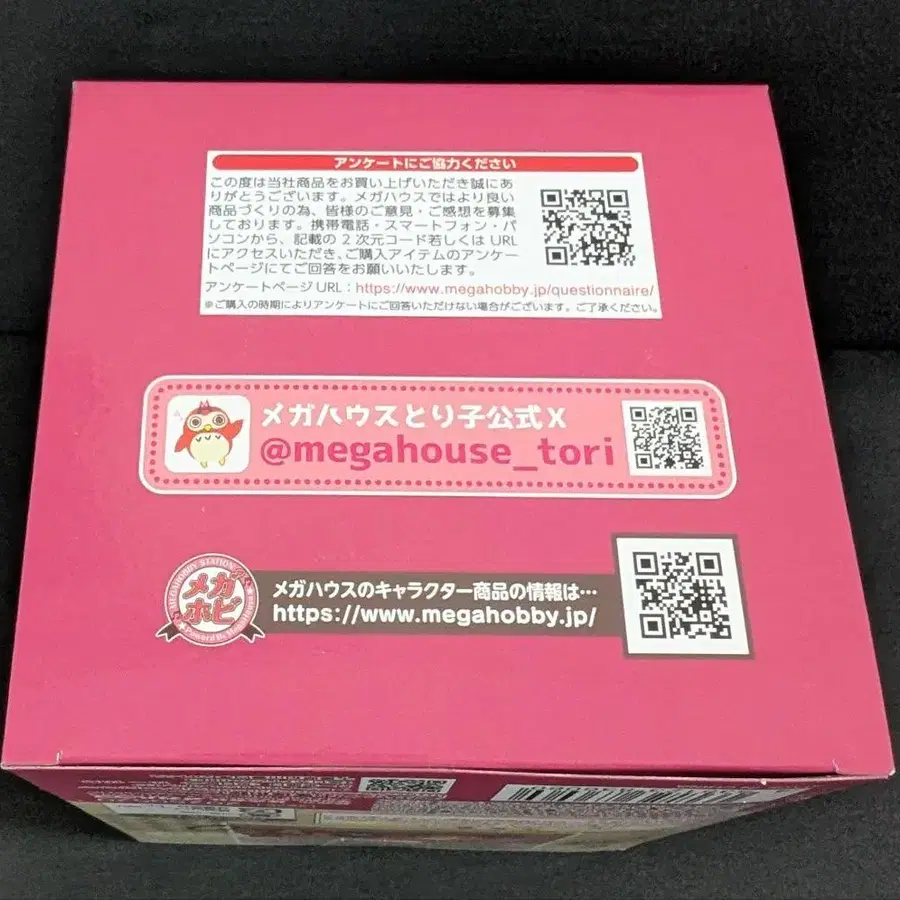 アンケートにご協力ください
この度は当社商品をお買い上げいただき誠にあ
りがとうございます。メガハウスではより良い
商品づくりの為、皆様のご意見・ご感想を募集
しております。携帯電話・スマートフォン・パ
ソコンから、記載の 2 次元コード若しくは URL
にアクセスいただき、ご購入アイテムのアンケー
トページにてご回答をお願いいたします。
アンケートページ URL：https://www.megahobby.jp/questionnaire/
※ご購入の時期によりアンケートにご回答いただけない場合がございます。ご了承ください。
メガハウスとり子公式X
@megahouse_tori
MEGAHOBBY STATION
メガ
ホビ
Powered By MegaHouse
メガハウスのキャラクター商品の情報は…
https://www.megahobby.jp/